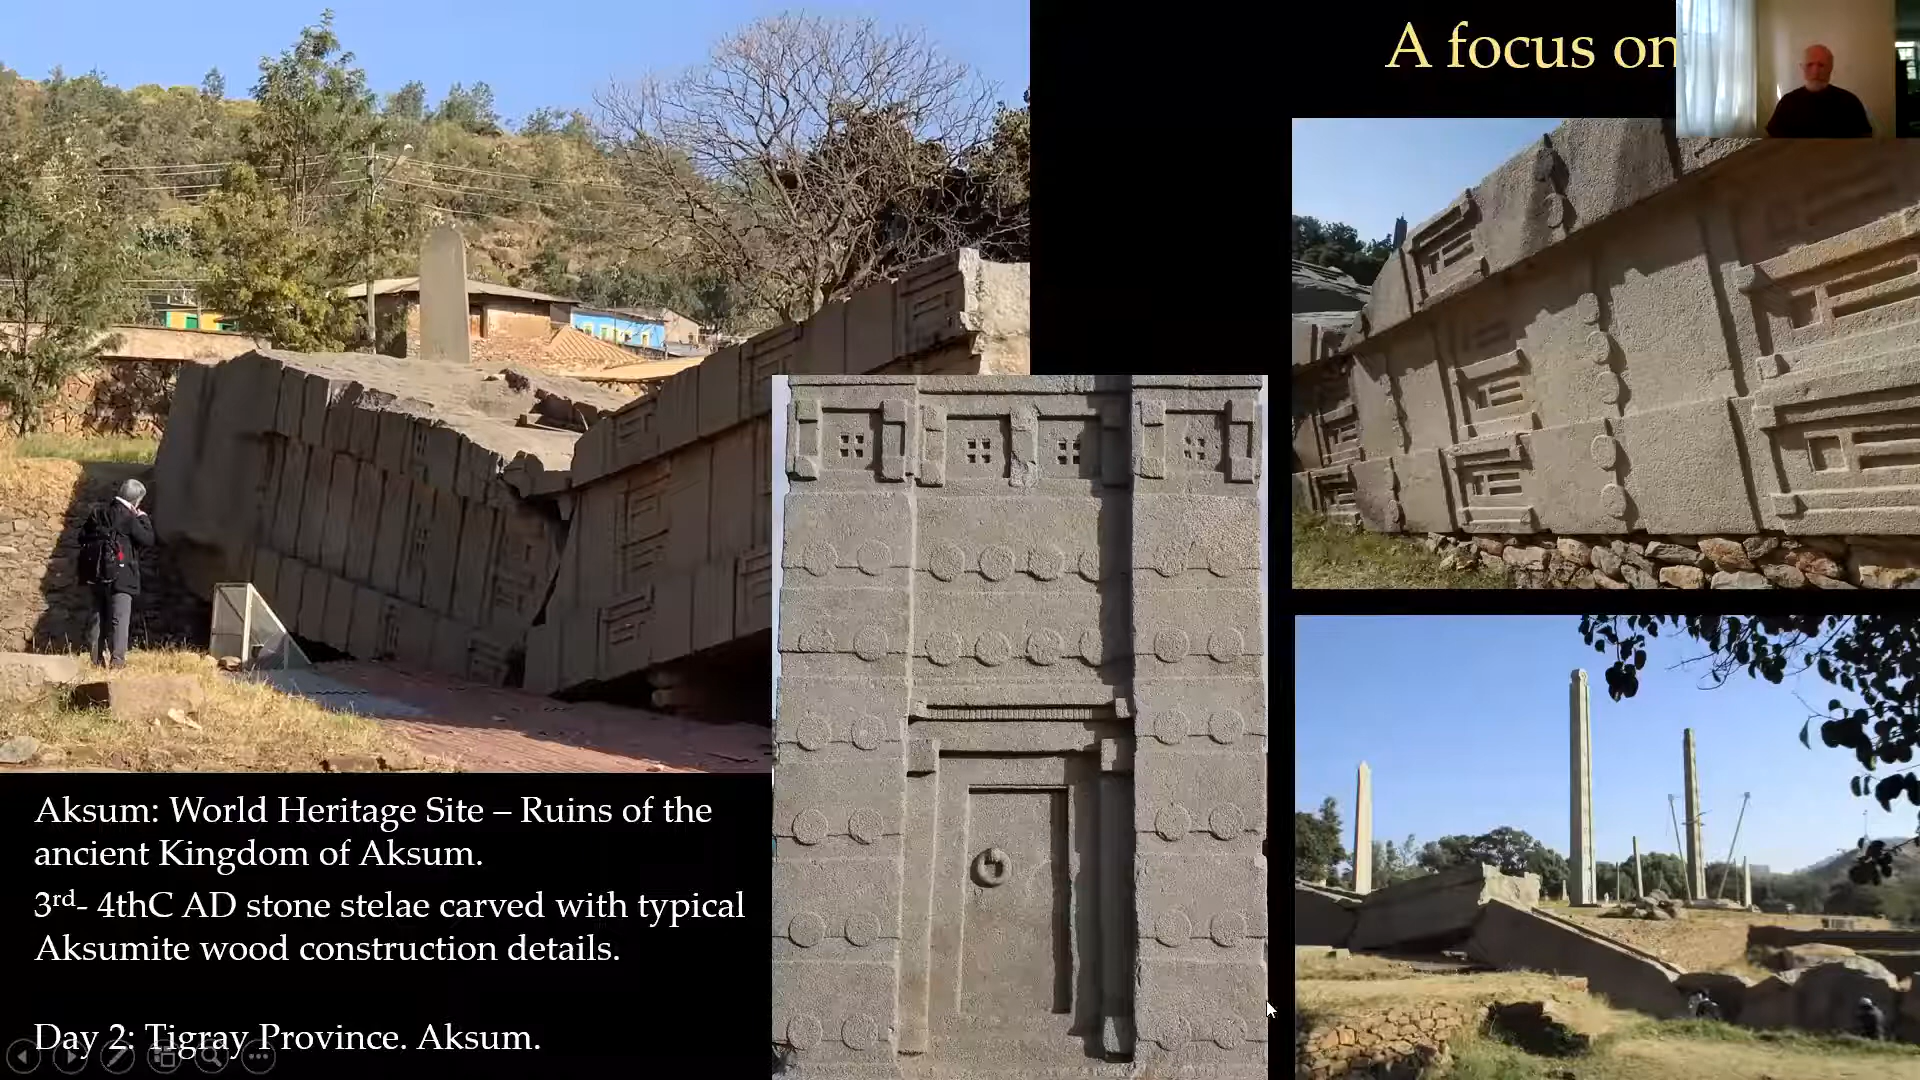 A focus on
Aksum: World Heritage Site – Ruins of the
ancient Kingdom of Aksum.
3rd- 4thC AD stone stelae carved with typical
Aksumite wood construction details.
Day 2: Tigray Province. Aksum.